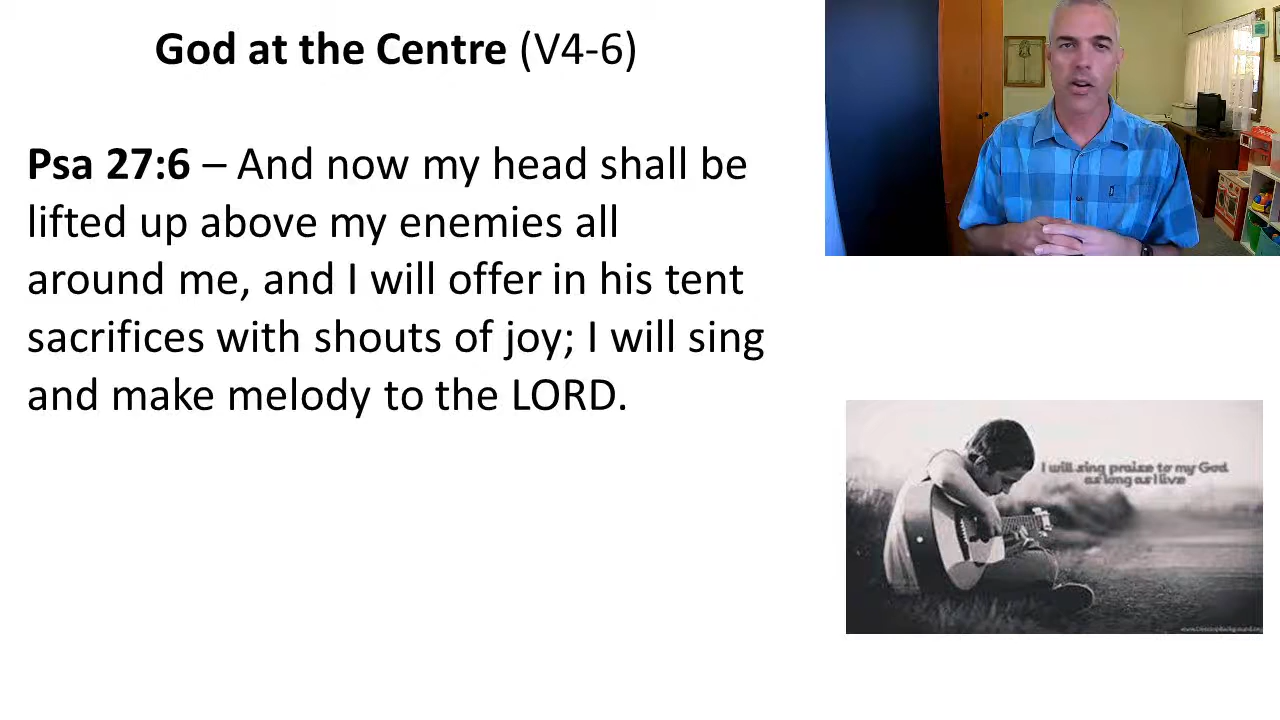 God at the Centre (V4-6)
Psa 27:6 – And now my head shall be
lifted up above my enemies all
around me, and I will offer in his tent
sacrifices with shouts of joy; I will sing
and make melody to the LORD.
I will sing praise to my God
as long as I live